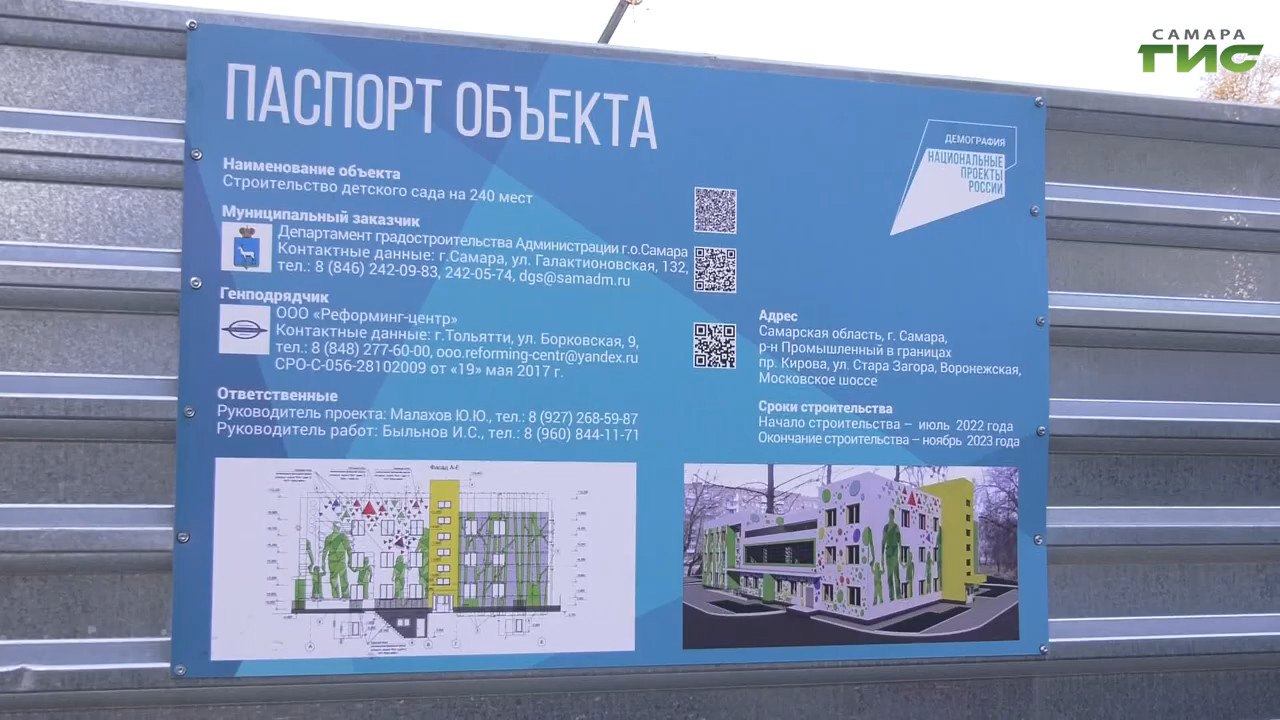 САМАРА
ГИС
ПАСПОРТ ОБЪЕКТА
ДЕМОГРАФИЯ
НАЦИОНАЛЬНЫЕ
ПРОЕКТЫ
РОССИИ
Наименование объекта
Строительство детского сада на 240 мест
Муниципальный заказчик
Департамент градостроительства Администрации г.о.Самара
Контактные данные: г.Самара, ул. Галактионовская, 132,
тел.: 8 (846) 242-09-83, 242-05-74, dgs@samadm.ru
Генподрядчик
ООО «Реформинг-центр»
Контактные данные: г.Тольятти, ул. Борковская, 9,
тел.: 8 (848) 277-60-00, ooo.reforming-centr@yandex.ru
СРО-С-056-28102009 от «19» мая 2017 г.
Ответственные
Руководитель проекта: Малахов Ю.Ю., тел.: 8 (927) 268-59-87
Руководитель работ: Быльнов И.С., тел.: 8 (960) 844-11-71
Адрес
Самарская область, г. Самара,
р-н Промышленный в границах
пр. Кирова, ул. Стара Загора, Воронежская,
Московское шоссе
Сроки строительства
Начало строительства – июль 2022 года
Окончание строительства – ноябрь 2023 года
Фасад А-Е